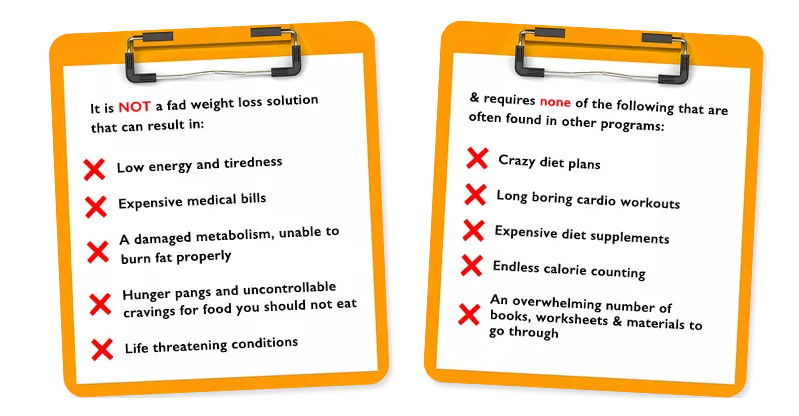 It is NOT a fad weight loss solution
that can result in:
Low energy and tiredness
Expensive medical bills
A damaged metabolism, unable to
burn fat properly
Hunger pangs and uncontrollable
cravings for food you should not eat
Life threatening conditions
& requires none of the following that are
often found in other programs:
Crazy diet plans
Long boring cardio workouts
Expensive diet supplements
Endless calorie counting
An overwhelming number of
books, worksheets & materials to
go through